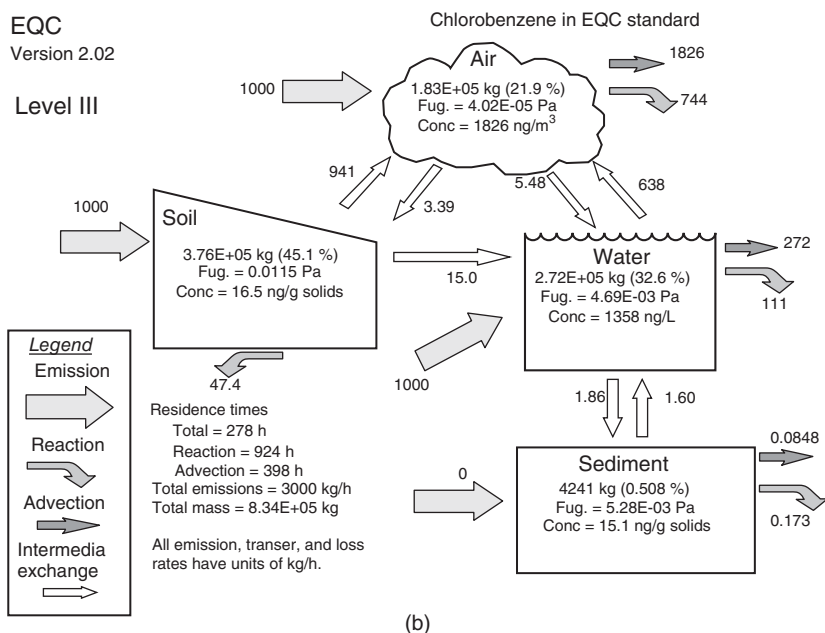 EQC
Version 2.02
Level III
Chlorobenzene in EQC standard
Air
1.83E+05 kg (21.9 %)
Fug. = 4.02E-05 Pa
Conc = 1826 ng/m³
1000
1826
744
941
3.39
5.48
638
1000
Soil
3.76E+05 kg (45.1 %)
Fug. = 0.0115 Pa
Conc = 16.5 ng/g solids
15.0
Water
2.72E+05 kg (32.6 %)
Fug. = 4.69E-03 Pa
Conc = 1358 ng/L
272
111
1000
47.4
1.86
1.60
Legend
Emission
Reaction
Advection
Intermedia
exchange
Residence times
Total = 278 h
Reaction = 924 h
Advection = 398 h
Total emissions = 3000 kg/h
Total mass = 8.34E+05 kg
All emission, transer, and loss
rates have units of kg/h.
0
Sediment
4241 kg (0.508 %)
Fug. = 5.28E-03 Pa
Conc = 15.1 ng/g solids
0.0848
0.173
(b)